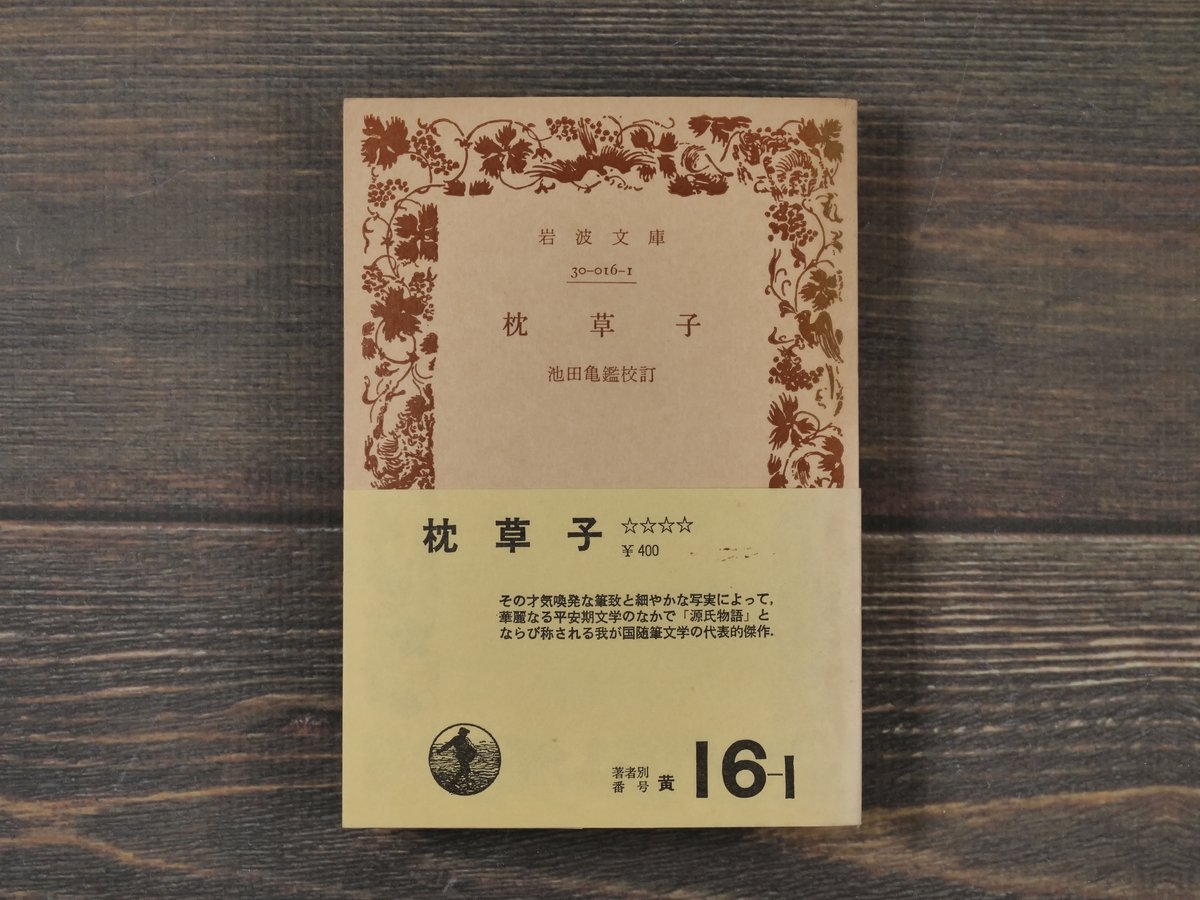 岩波文庫
30-016-1
枕草子
池田亀鑑校訂
枕草子 ☆☆☆☆
¥400
その才気喚発な筆致と細やかな写実によって,
華麗なる平安期文学のなかで「源氏物語」と
ならび称される我が国随筆文学の代表的傑作.
著者別
番号 黄 16-1